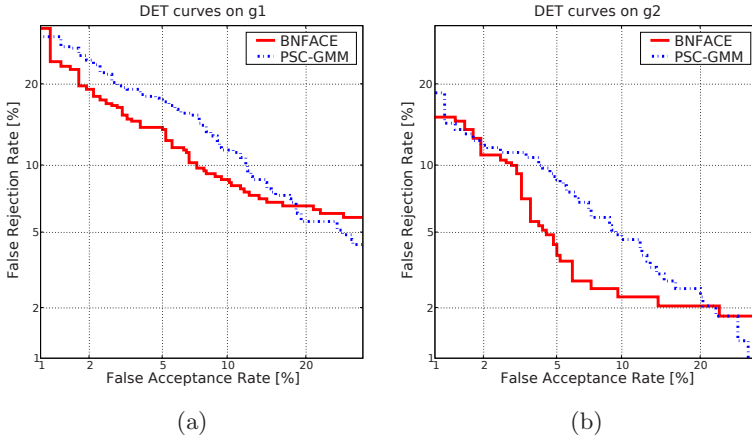 DET curves on g1
BNFACE
PSC-GMM
False Rejection Rate [%]
20
10
5
2
1
1 2 5 10 20
False Acceptance Rate [%]
(a)
DET curves on g2
BNFACE
PSC-GMM
False Rejection Rate [%]
20
10
5
2
1
1 2 5 10 20
False Acceptance Rate [%]
(b)